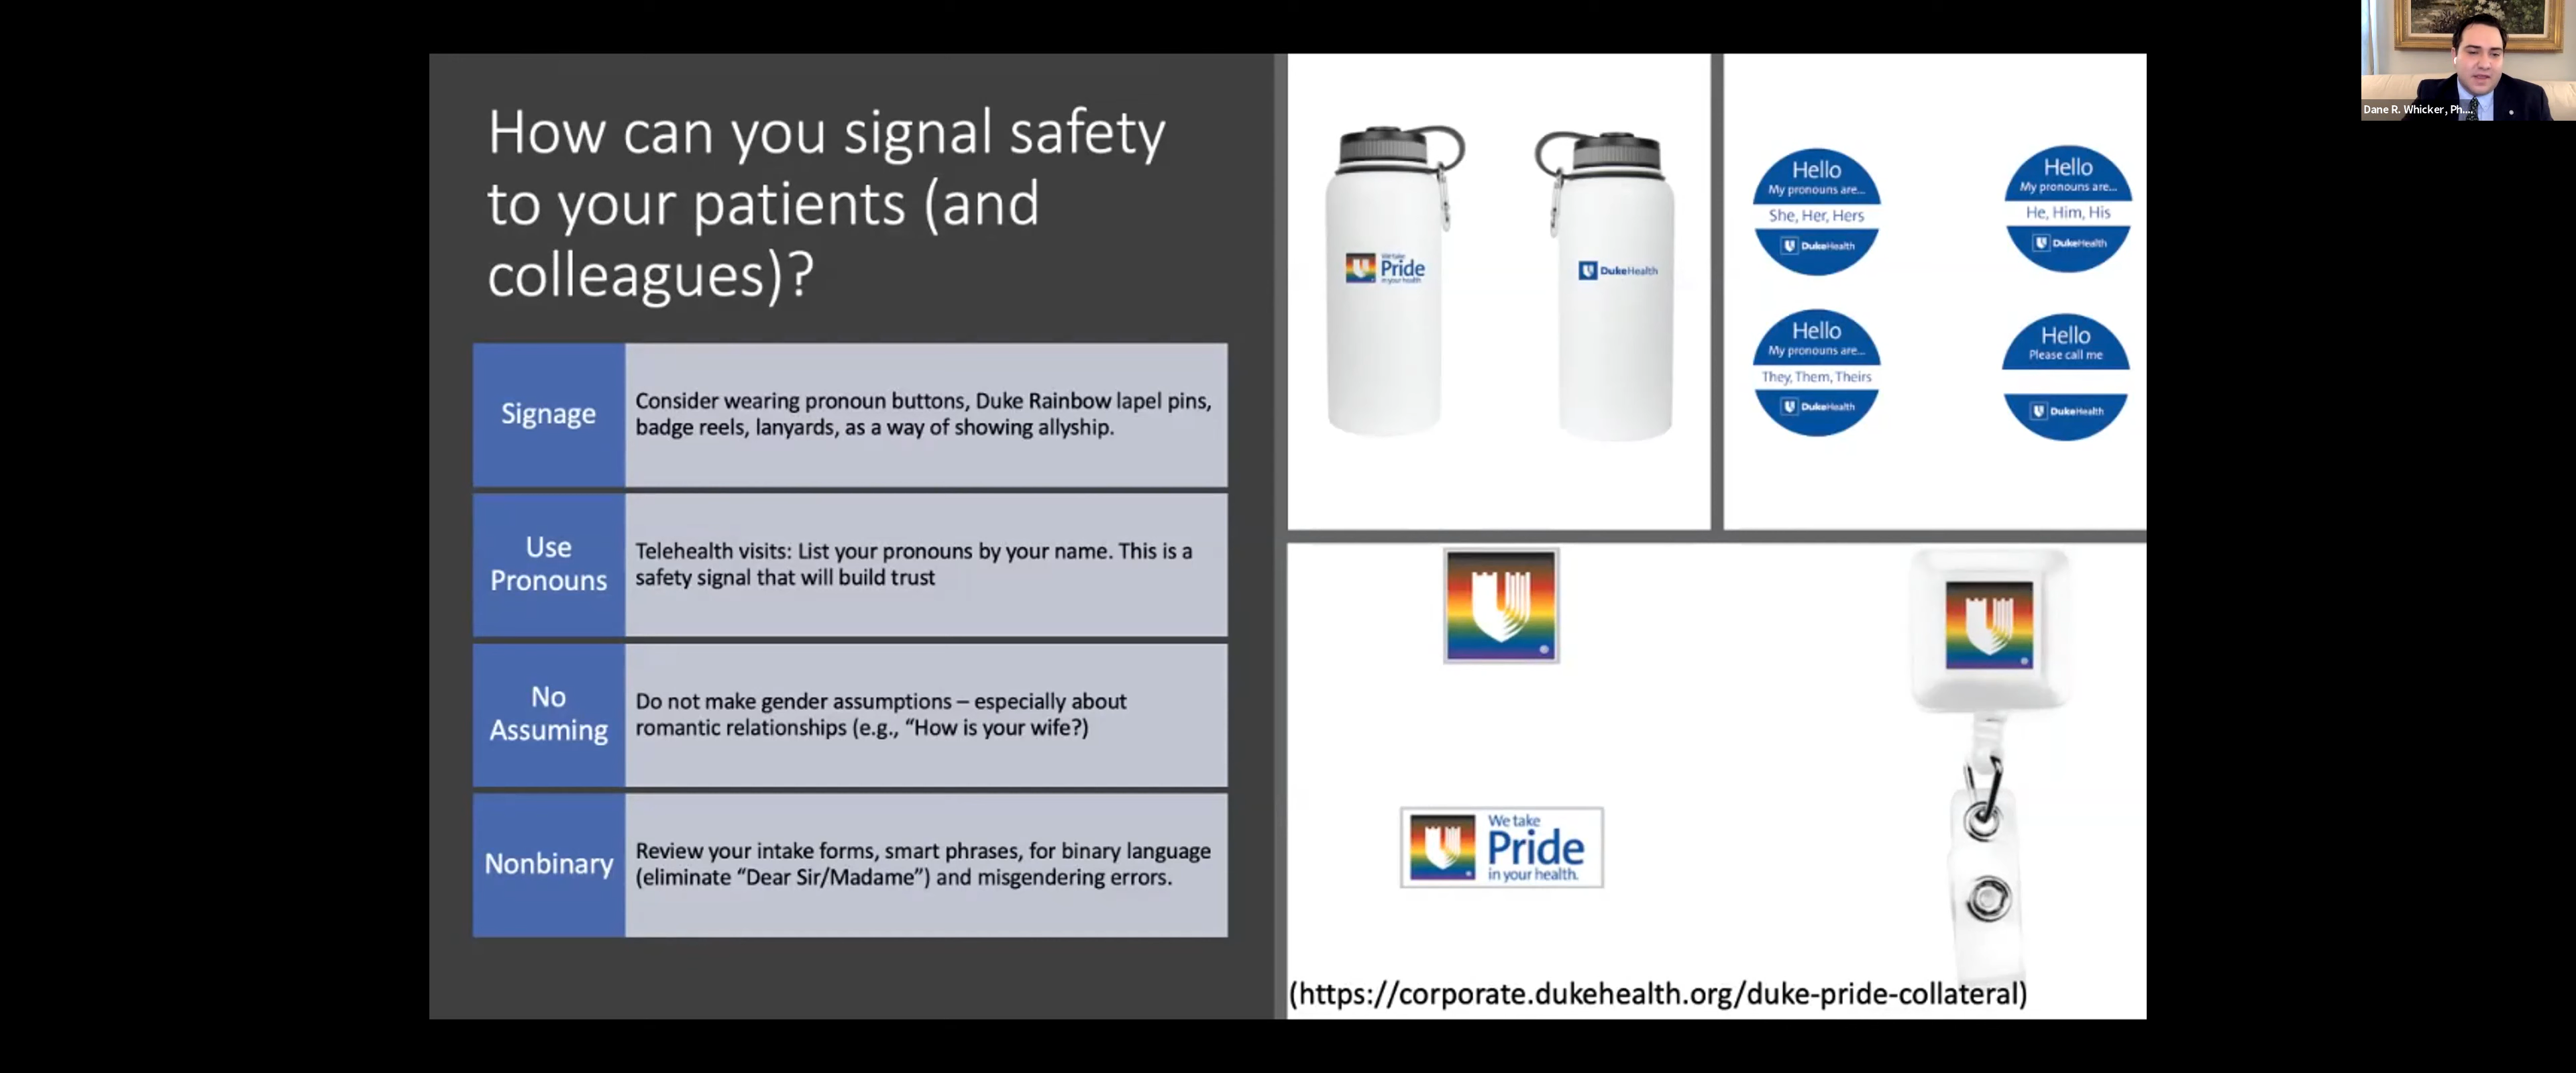 How can you signal safety
to your patients (and
colleagues)?
Signage
Consider wearing pronoun buttons, Duke Rainbow lapel pins,
badge reels, lanyards, as a way of showing allyship.
Use
Pronouns
Telehealth visits: List your pronouns by your name. This is a
safety signal that will build trust
No
Assuming
Do not make gender assumptions – especially about
romantic relationships (e.g., “How is your wife?)
Nonbinary
Review your intake forms, smart phrases, for binary language
(eliminate “Dear Sir/Madame”) and misgendering errors.
We take
Pride
in your health.
DukeHealth
Hello
My pronouns are...
She, Her, Hers
DukeHealth
Hello
My pronouns are...
He, Him, His
DukeHealth
Hello
My pronouns are...
They, Them, Theirs
DukeHealth
Hello
Please call me
DukeHealth
We take
Pride
in your health.
(https://corporate.dukehealth.org/duke-pride-collateral)
Dane R. Whicker, Ph....